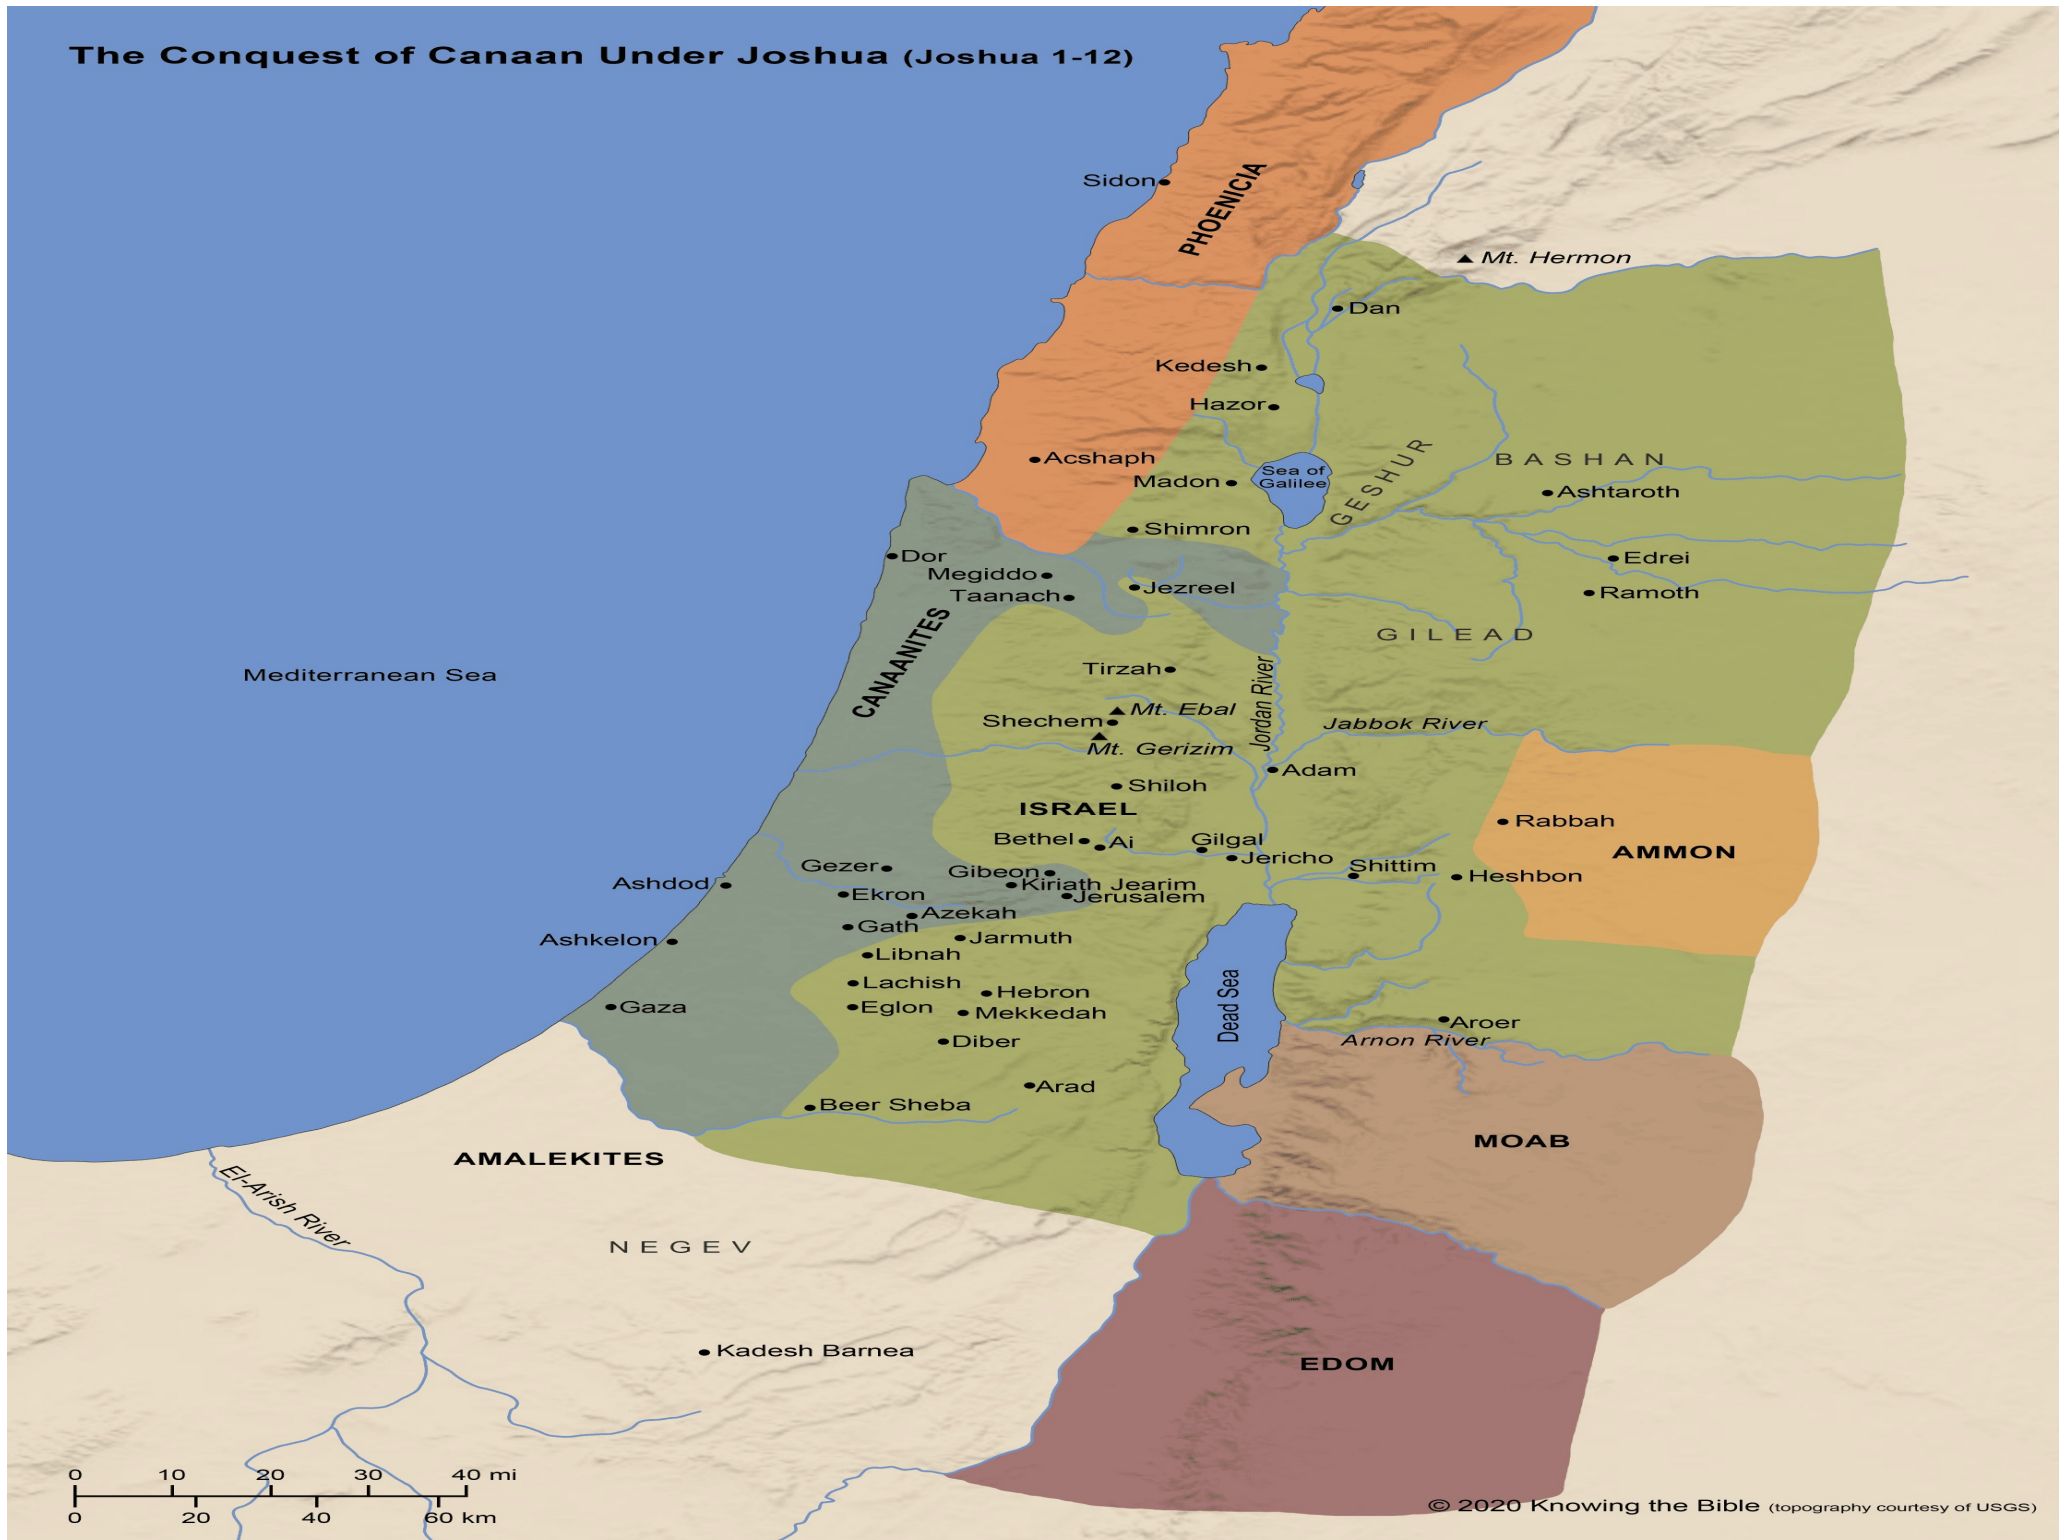 The Conquest of Canaan Under Joshua (Joshua 1-12)
Sidon
PHOENICIA
Mt. Hermon
Dan
Kedesh
Hazor
Acshaph
Madon
Sea of
Galilee
GESHUR
BASHAN
Ashtaroth
Shimron
Dor
Megiddo
Taanach
Jezreel
Edrei
Ramoth
GILEAD
CANAANITES
Mediterranean Sea
Tirzah
Jordan River
Mt. Ebal
Shechem
Mt. Gerizim
Jabbok River
Adam
Shiloh
ISRAEL
Rabbah
AMMON
Bethel
Ai
Gilgal
Jericho
Shittim
Heshbon
Gezer
Gibeon
Kiriath Jearim
Jerusalem
Ashdod
Ekron
Azekah
Gath
Ashkelon
Jarmuth
Libnah
Lachish
Hebron
Gaza
Eglon
Mekkedah
Dead Sea
Aroer
Arnon River
Diber
Arad
Beer Sheba
MOAB
AMALEKITES
El-Arish River
NEGEV
Kadesh Barnea
EDOM
0 10 20 30 40 mi
0 20 40 60 km
© 2020 Knowing the Bible (topography courtesy of USGS)